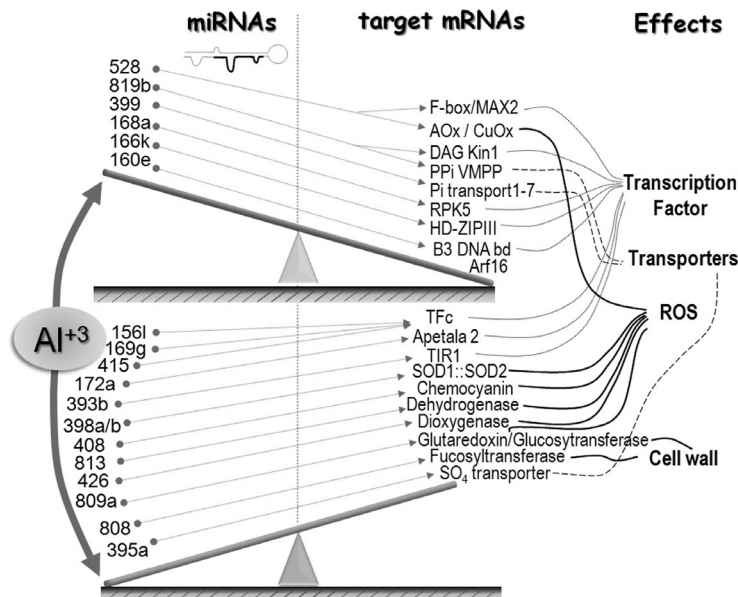 miRNAs
target mRNAs
Effects
528
819b
399
168a
166k
160e
F-box/MAX2
AOx / CuOx
DAG Kin1
PPi VMPP
Pi transport1-7
RPK5
HD-ZIPIII
B3 DNA bd
Arf16
Transcription
Factor
Transporters
ROS
Al+3
156l
169g
415
172a
393b
398a/b
408
813
426
809a
808
395a
TFc
Apetala 2
TIR1
SOD1::SOD2
Chemocyanin
Dehydrogenase
Dioxygenase
Glutaredoxin/Glucosytransferase
Fucosyltransferase
SO4 transporter
Cell wall